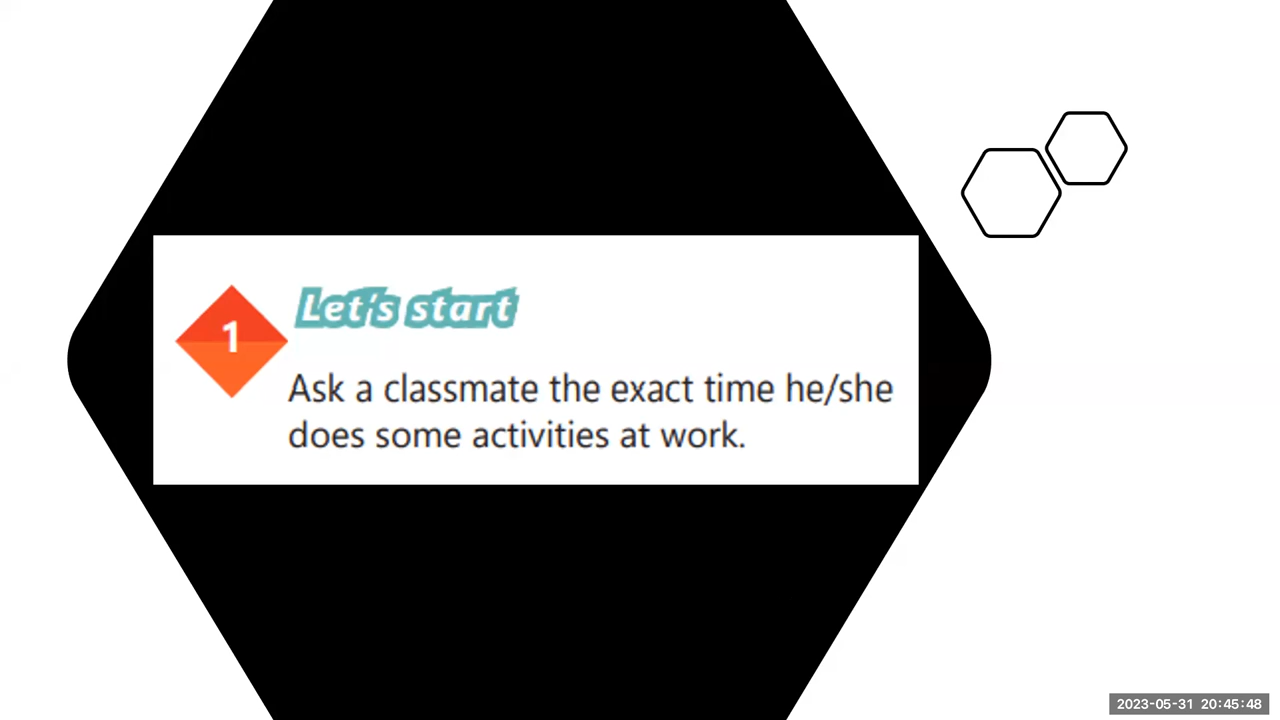 Let's start
1
Ask a classmate the exact time he/she
does some activities at work.
2023-05-31 20:45:48